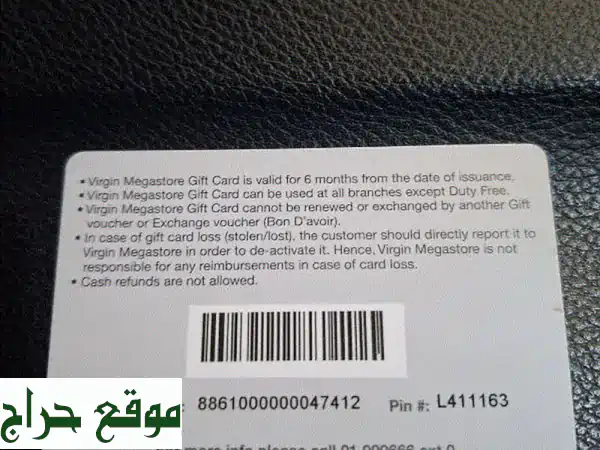 • Virgin Megastore Gift Card is valid for 6 months from the date of issuance.
• Virgin Megastore Gift Card can be used at all branches except Duty Free.
• Virgin Megastore Gift Card cannot be renewed or exchanged by another Gift
voucher or Exchange voucher (Bon D'avoir).
• In case of gift card loss (stolen/lost), the customer should directly report it to
Virgin Megastore in order to de-activate it. Hence, Virgin Megastore is not
responsible for any reimbursements in case of card loss.
• Cash refunds are not allowed.
: 8861000000047412 Pin #: L411163
موقع حراج